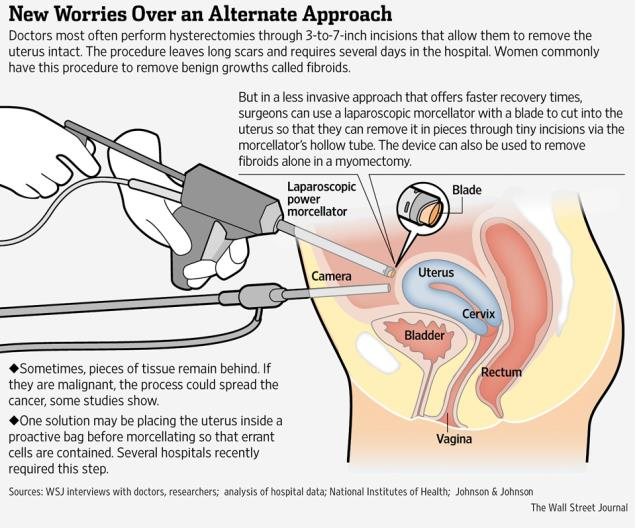 New Worries Over an Alternate Approach
Doctors most often perform hysterectomies through 3-to-7-inch incisions that allow them to remove the
uterus intact. The procedure leaves long scars and requires several days in the hospital. Women commonly
have this procedure to remove benign growths called fibroids.
But in a less invasive approach that offers faster recovery times,
surgeons can use a laparoscopic morcellator with a blade to cut into the
uterus so that they can remove it in pieces through tiny incisions via the
morcellator's hollow tube. The device can also be used to remove
fibroids alone in a myomectomy.
Laparoscopic
power
morcellator
Blade
Camera
Uterus
Cervix
Bladder
Rectum
Vagina
◆Sometimes, pieces of tissue remain behind. If
they are malignant, the process could spread the
cancer, some studies show.
◆One solution may be placing the uterus inside a
proactive bag before morcellating so that errant
cells are contained. Several hospitals recently
required this step.
Sources: WSJ interviews with doctors, researchers; analysis of hospital data; National Institutes of Health; Johnson & Johnson
The Wall Street Journal